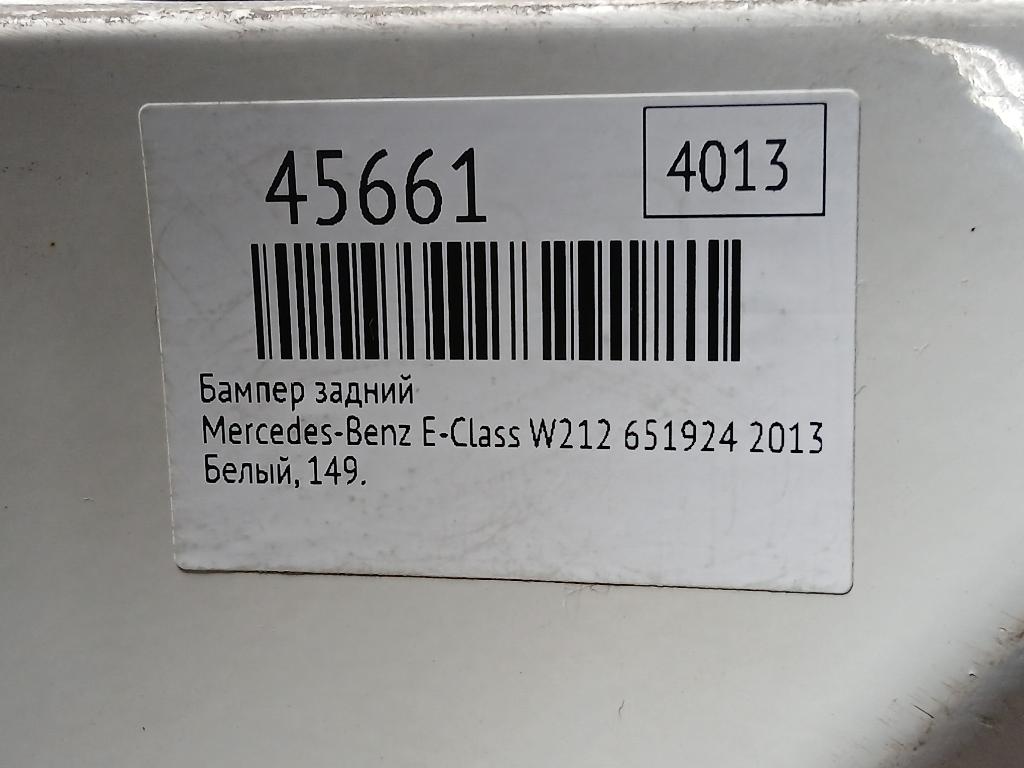 45661
4013
Бампер задний
Mercedes-Benz E-Class W212 651924 2013
Белый, 149.